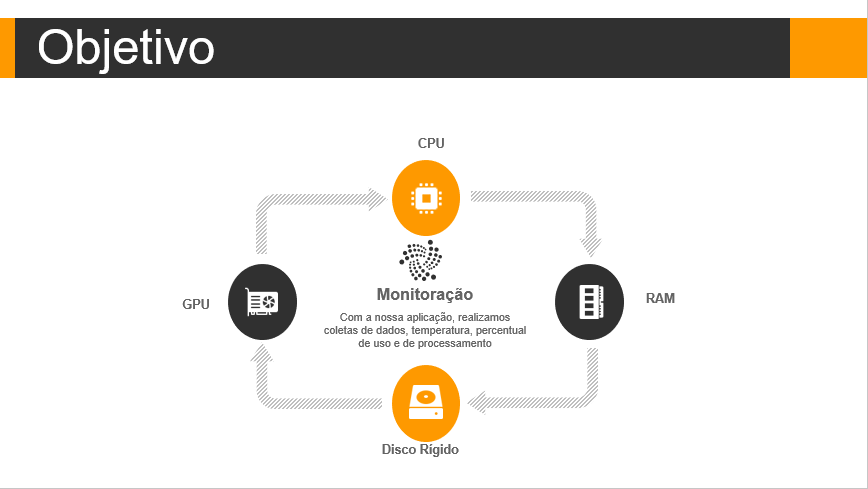 Objetivo
CPU
GPU
RAM
Monitoração
Com a nossa aplicação, realizamos
coletas de dados, temperatura, percentual
de uso e de processamento
Disco Rígido